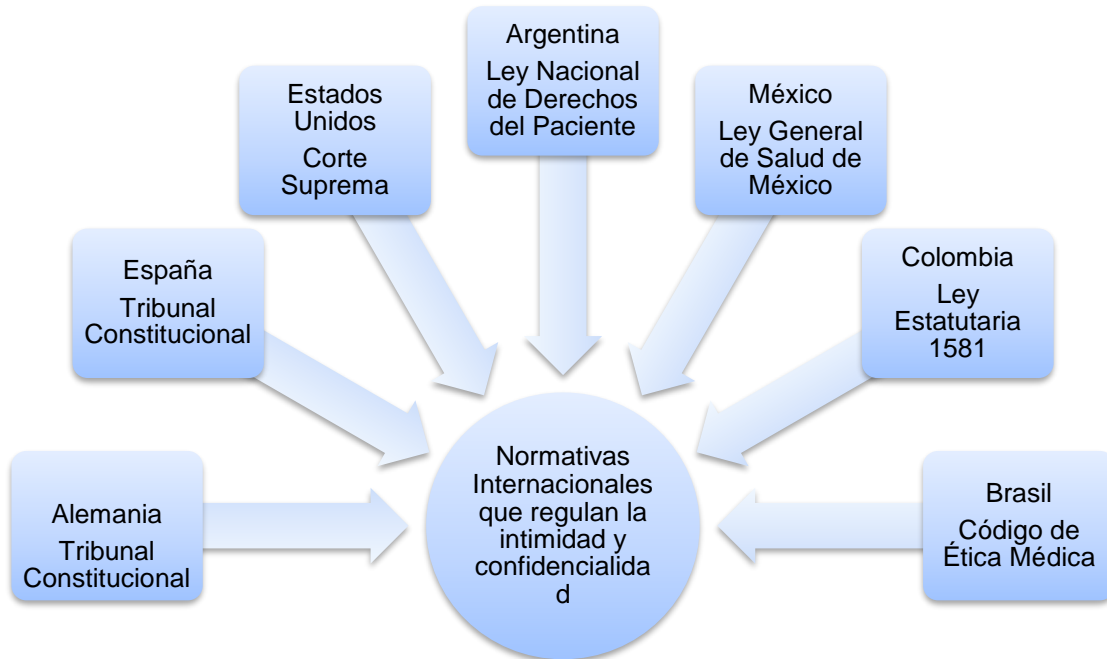 Argentina
Ley Nacional
de Derechos
del Paciente
Estados
Unidos
Corte
Suprema
México
Ley General
de Salud de
México
España
Tribunal
Constitucional
Colombia
Ley
Estatutaria
1581
Alemania
Tribunal
Constitucional
Normativas
Internacionales
que regulan la
intimidad y
confidencialida
d
Brasil
Código de
Ética Médica